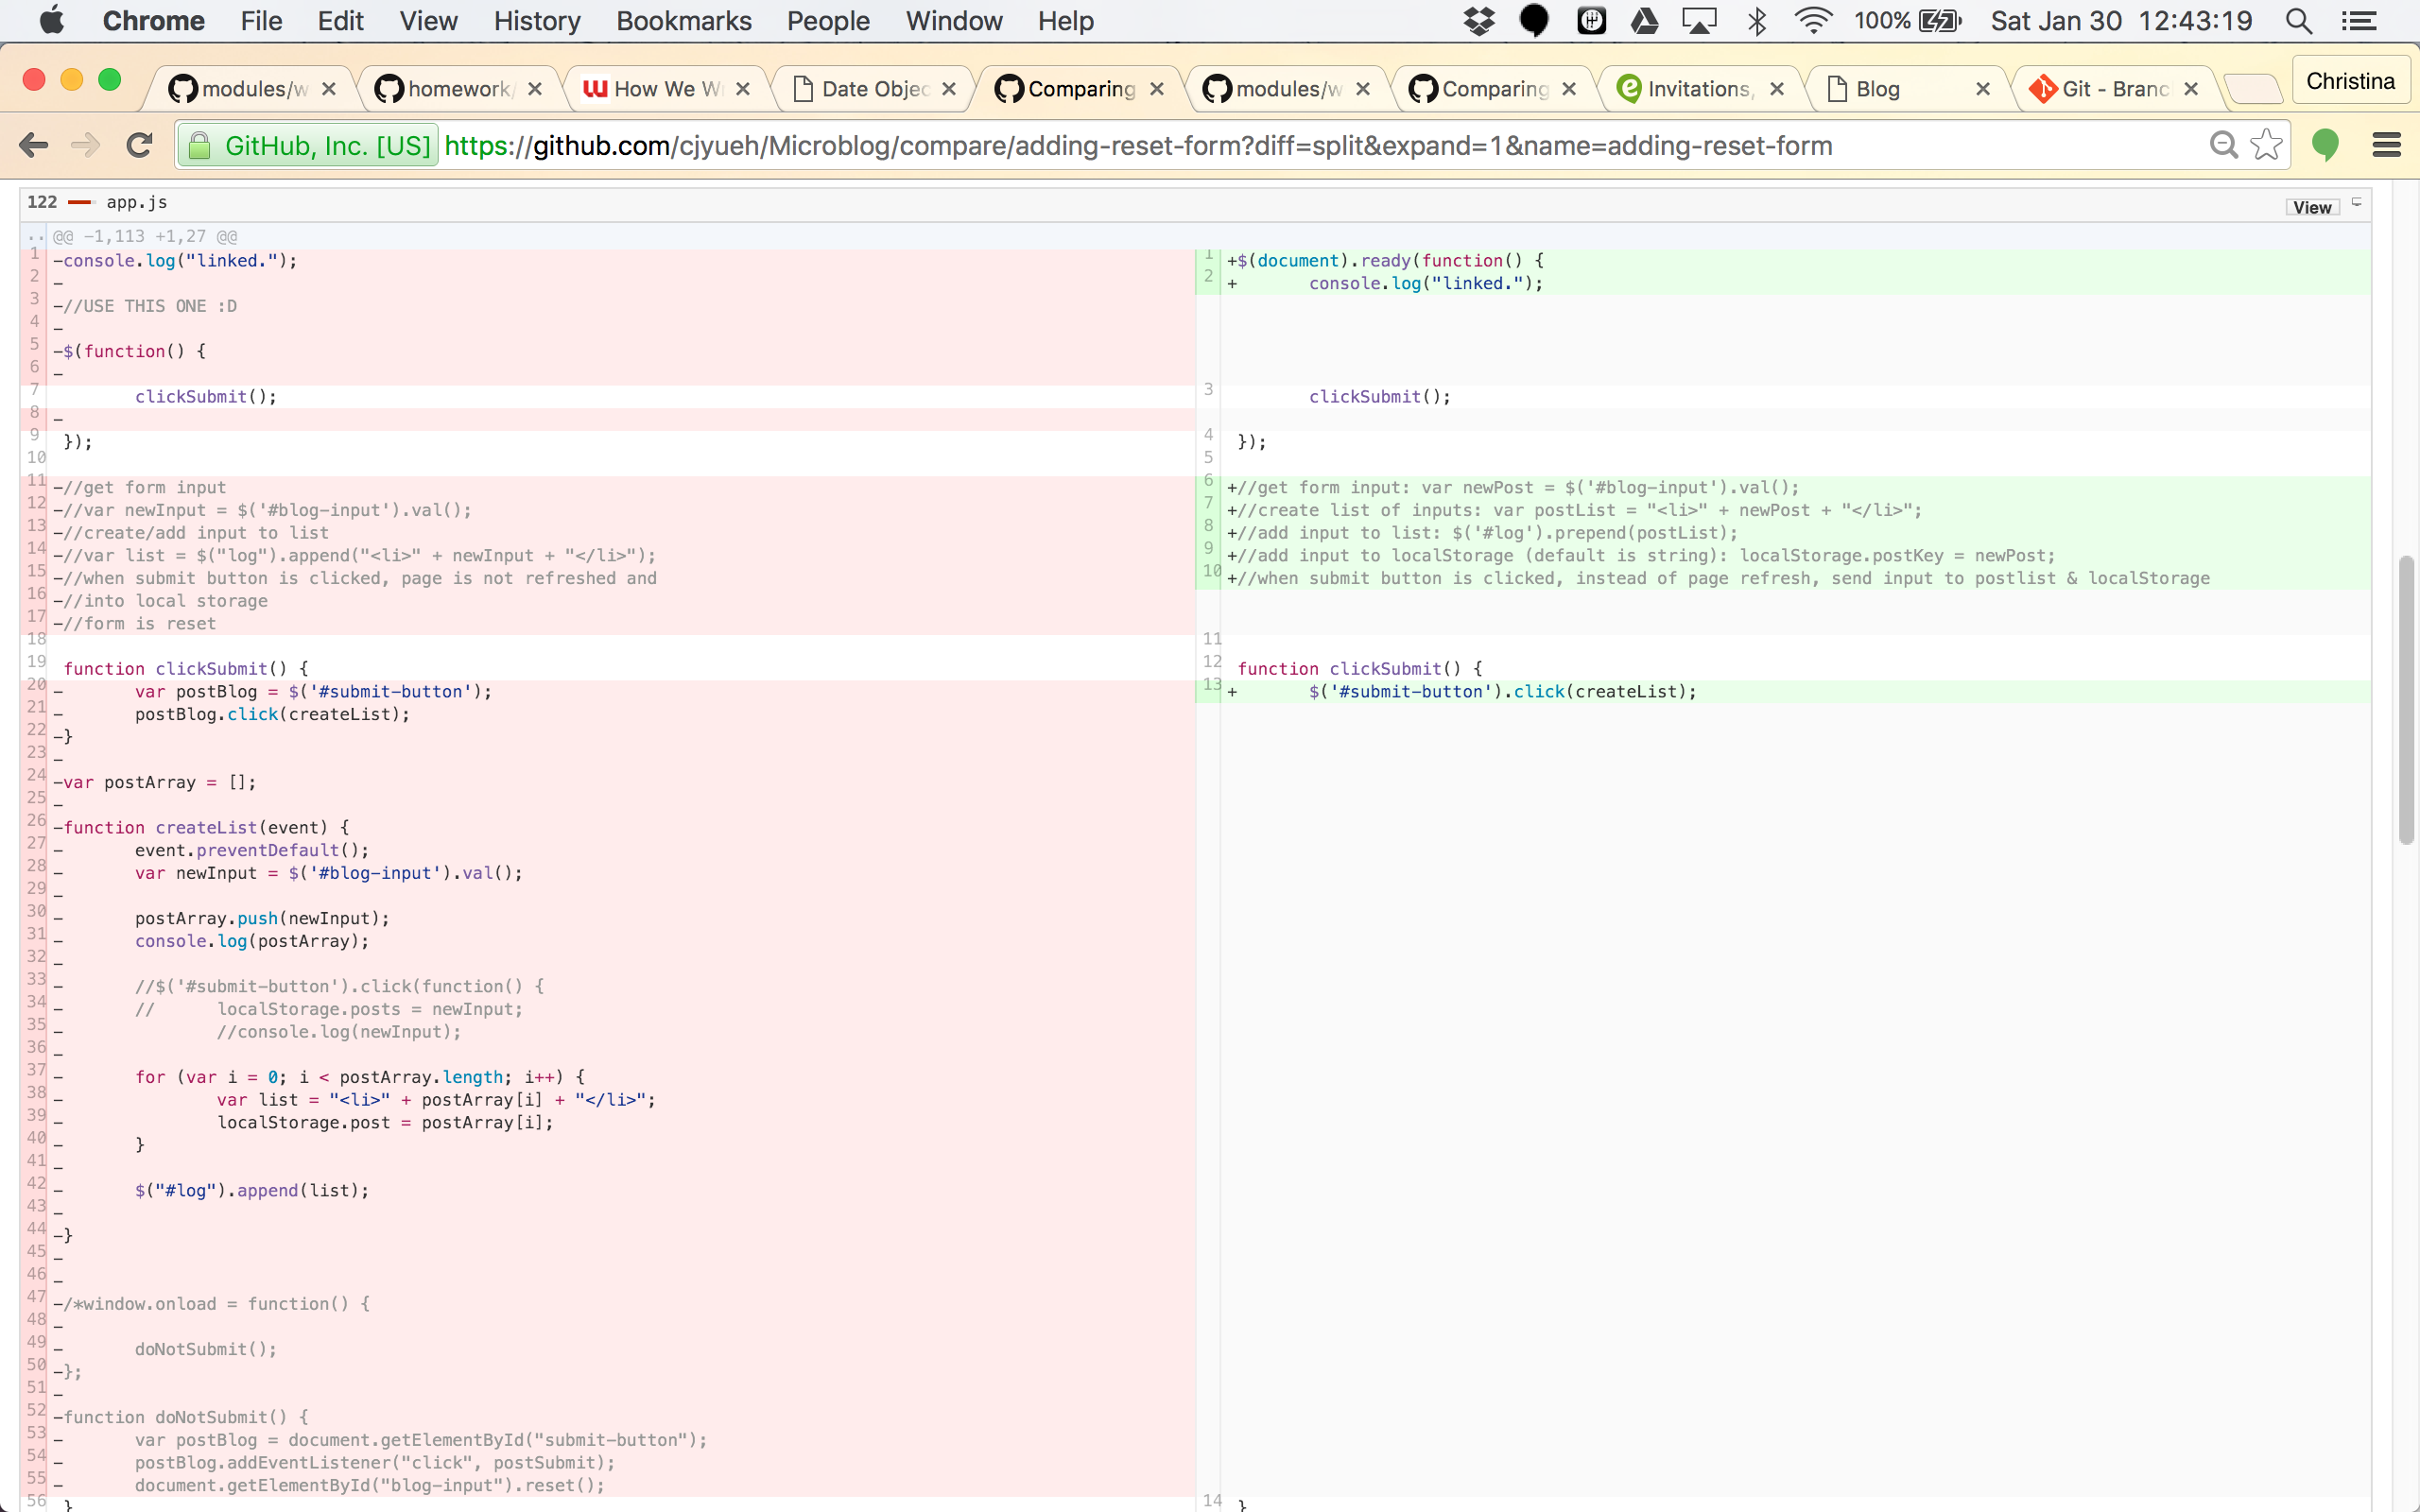 Chrome File Edit View History Bookmarks People Window Help 100% Sat Jan 30 12:43:19
modules/w homework/ How We W Date Objec Comparing modules/w Comparing Invitations, Blog Git - Branc Christina
GitHub, Inc. [US] https://github.com/cjyueh/Microblog/compare/adding-reset-form?diff=split&expand=1&name=adding-reset-form
122 app.js View
.. @@ -1,113 +1,27 @@
1 -console.log("linked."); 1 +$(document).ready(function() {
2 - 2 + console.log("linked.");
3 -//USE THIS ONE :D
4 -
5 -$(function() {
6 -
7 clickSubmit(); 3 clickSubmit();
8 -
9 }); 4 });
10 5
11 -//get form input 6 +//get form input: var newPost = $('#blog-input').val();
12 -//var newInput = $('#blog-input').val(); 7 +//create list of inputs: var postList = "<li>" + newPost + "</li>";
13 -//create/add input to list 8 +//add input to list: $('#log').prepend(postList);
14 -//var list = $("log").append("<li>" + newInput + "</li>"); 9 +//add input to localStorage (default is string): localStorage.postKey = newPost;
15 -//when submit button is clicked, page is not refreshed and 10 +//when submit button is clicked, instead of page refresh, send input to postlist & localStorage
16 -//into local storage
17 -//form is reset
18 11
19 function clickSubmit() { 12 function clickSubmit() {
20 - var postBlog = $('#submit-button'); 13 + $('#submit-button').click(createList);
21 - postBlog.click(createList);
22 -}
23 -
24 -var postArray = [];
25 -
26 -function createList(event) {
27 - event.preventDefault();
28 - var newInput = $('#blog-input').val();
29 -
30 - postArray.push(newInput);
31 - console.log(postArray);
32 -
33 - //$('#submit-button').click(function() {
34 - // localStorage.posts = newInput;
35 - //console.log(newInput);
36 -
37 - for (var i = 0; i < postArray.length; i++) {
38 - var list = "<li>" + postArray[i] + "</li>";
39 - localStorage.post = postArray[i];
40 - }
41 -
42 - $("#log").append(list);
43 -
44 -}
45 -
46 -
47 -/*window.onload = function() {
48 -
49 - doNotSubmit();
50 -};
51 -
52 -function doNotSubmit() {
53 - var postBlog = document.getElementById("submit-button");
54 - postBlog.addEventListener("click", postSubmit);
55 - document.getElementById("blog-input").reset();
56 } 14 }